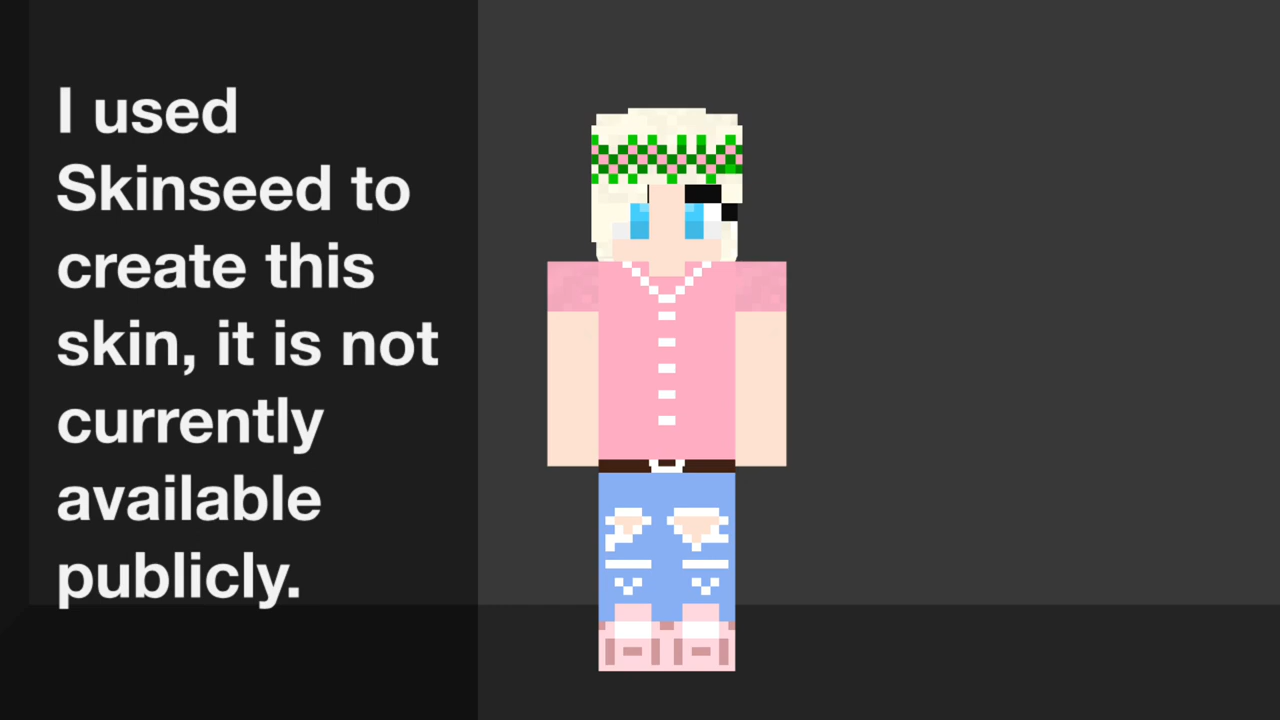 I used
Skinseed to
create this
skin, it is not
currently
available
publicly.